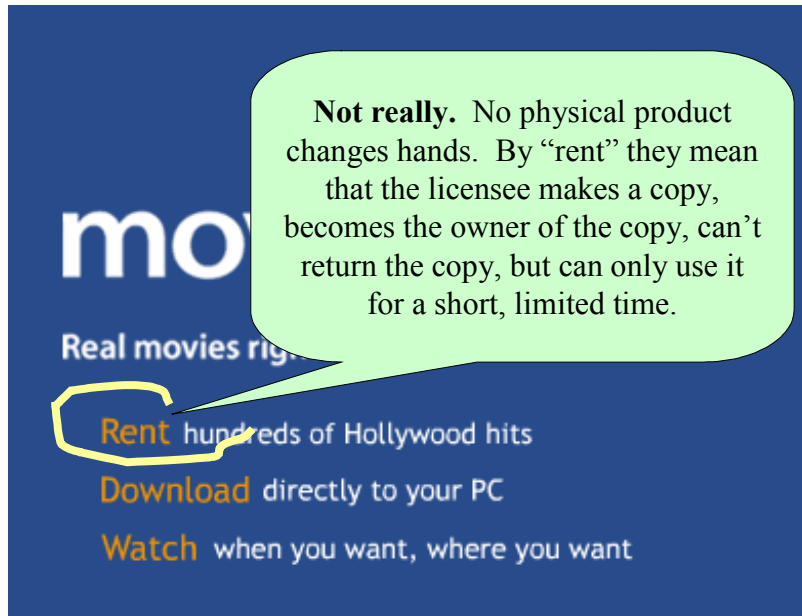 Not really. No physical product
changes hands. By “rent” they mean
that the licensee makes a copy,
becomes the owner of the copy, can’t
return the copy, but can only use it
for a short, limited time.
mo
Real movies
Rent hundreds of Hollywood hits
Download directly to your PC
Watch when you want, where you want